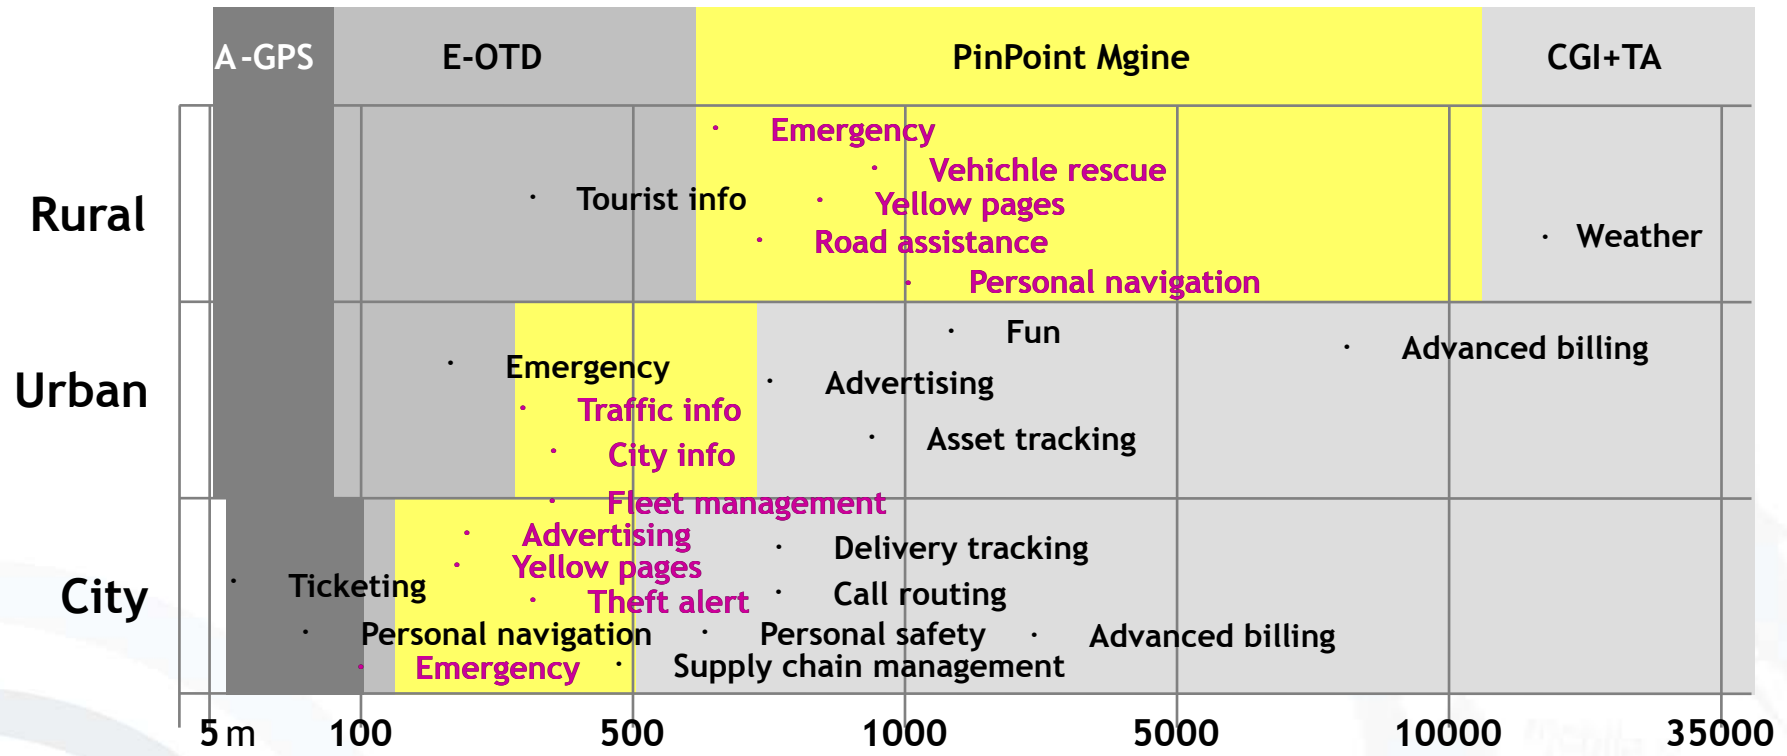 A-GPS E-OTD PinPoint Mgine CGI+TA
Rural
Emergency
Vehichle rescue
Tourist info
Yellow pages
Road assistance
Weather
Personal navigation
Urban
Fun
Advanced billing
Emergency
Advertising
Traffic info
Asset tracking
City info
City
Fleet management
Advertising
Delivery tracking
Yellow pages
Ticketing
Call routing
Theft alert
Personal navigation
Personal safety
Advanced billing
Emergency
Supply chain management
5 m 100 500 1000 5000 10000 35000